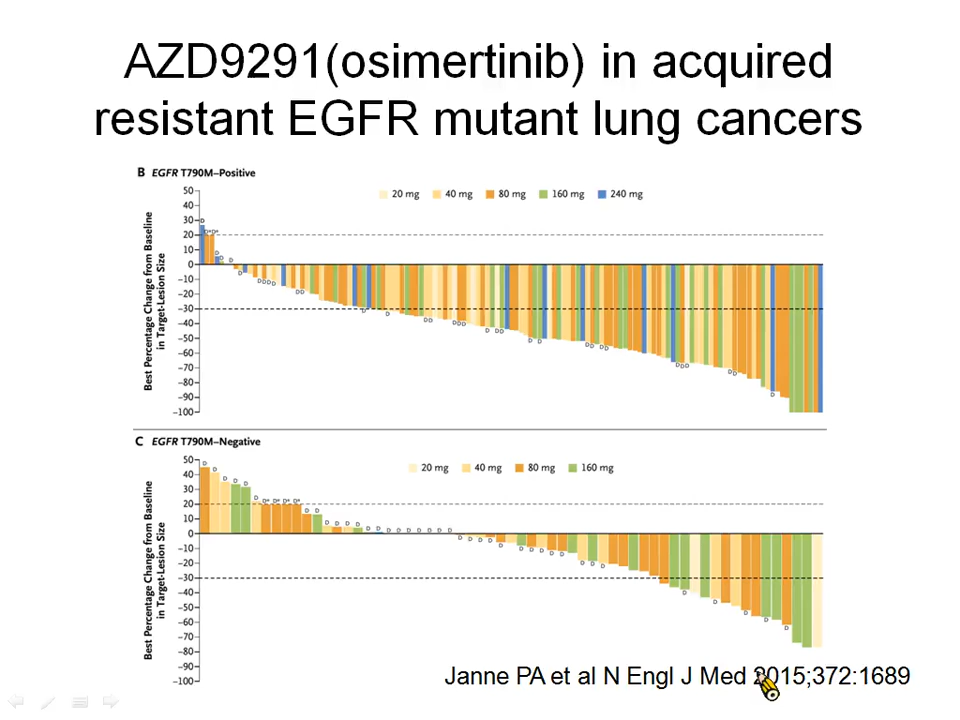 AZD9291(osimertinib) in acquired
resistant EGFR mutant lung cancers
B EGFR T790M–Positive
20 mg 40 mg 80 mg 160 mg 240 mg
Best Percentage Change from Baseline
in Target-Lesion Size
50
40
30
20
10
0
−10
−20
−30
−40
−50
−60
−70
−80
−90
−100
C EGFR T790M–Negative
20 mg 40 mg 80 mg 160 mg
Best Percentage Change from Baseline
in Target-Lesion Size
50
40
30
20
10
0
−10
−20
−30
−40
−50
−60
−70
−80
−90
−100
Janne PA et al N Engl J Med 2015;372:1689